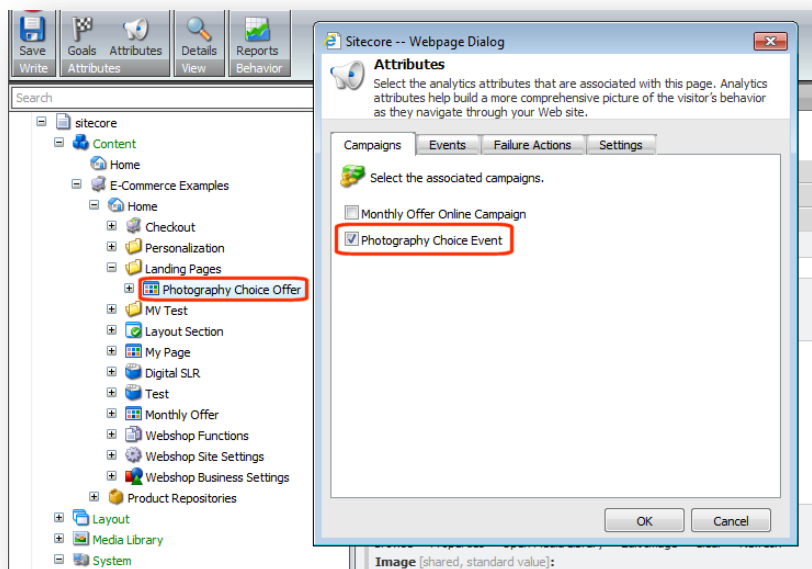 Save
Write
Goals Attributes
Attributes
Details
View
Reports
Behavior
Search
sitecore
Content
Home
E-Commerce Examples
Home
Checkout
Personalization
Landing Pages
Photography Choice Offer
MV Test
Layout Section
My Page
Digital SLR
Test
Monthly Offer
Webshop Functions
Webshop Site Settings
Webshop Business Settings
Product Repositories
Layout
Media Library
System
Sitecore -- Webpage Dialog
Attributes
Select the analytics attributes that are associated with this page. Analytics
attributes help build a more comprehensive picture of the visitor's behavior
as they navigate through your Web site.
Campaigns Events Failure Actions Settings
Select the associated campaigns.
Monthly Offer Online Campaign
Photography Choice Event
OK Cancel
Image [shared, standard value]: